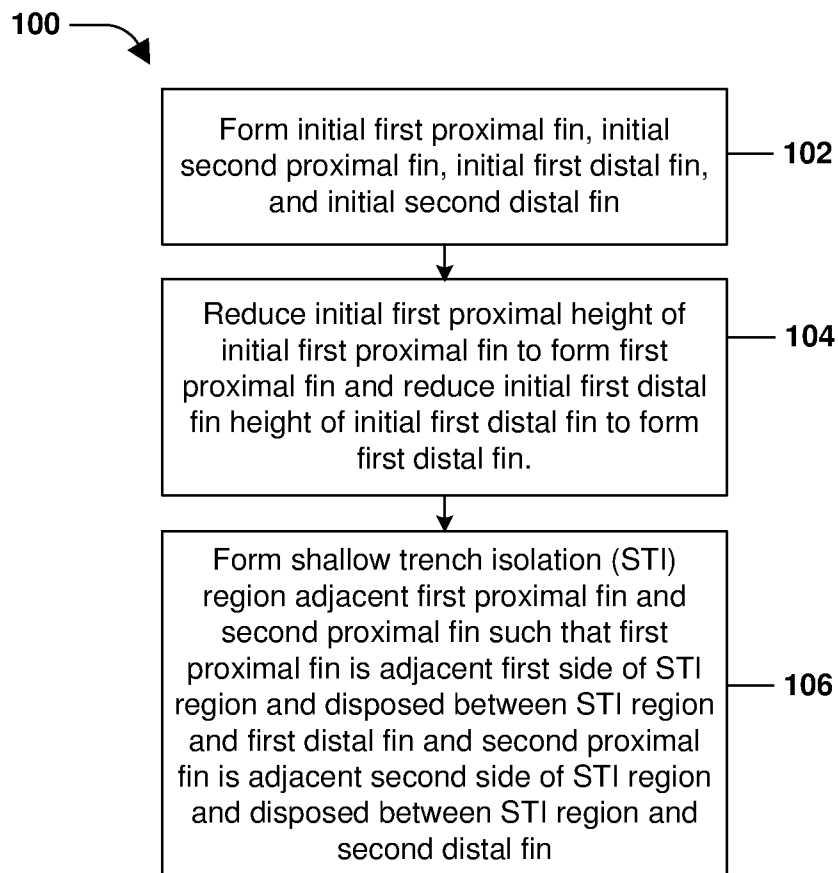 100
Form initial first proximal fin, initial
second proximal fin, initial first distal fin,
and initial second distal fin
102
Reduce initial first proximal height of
initial first proximal fin to form first
proximal fin and reduce initial first distal
fin height of initial first distal fin to form
first distal fin.
104
Form shallow trench isolation (STI)
region adjacent first proximal fin and
second proximal fin such that first
proximal fin is adjacent first side of STI
region and disposed between STI region
and first distal fin and second proximal
fin is adjacent second side of STI region
and disposed between STI region and
second distal fin
106